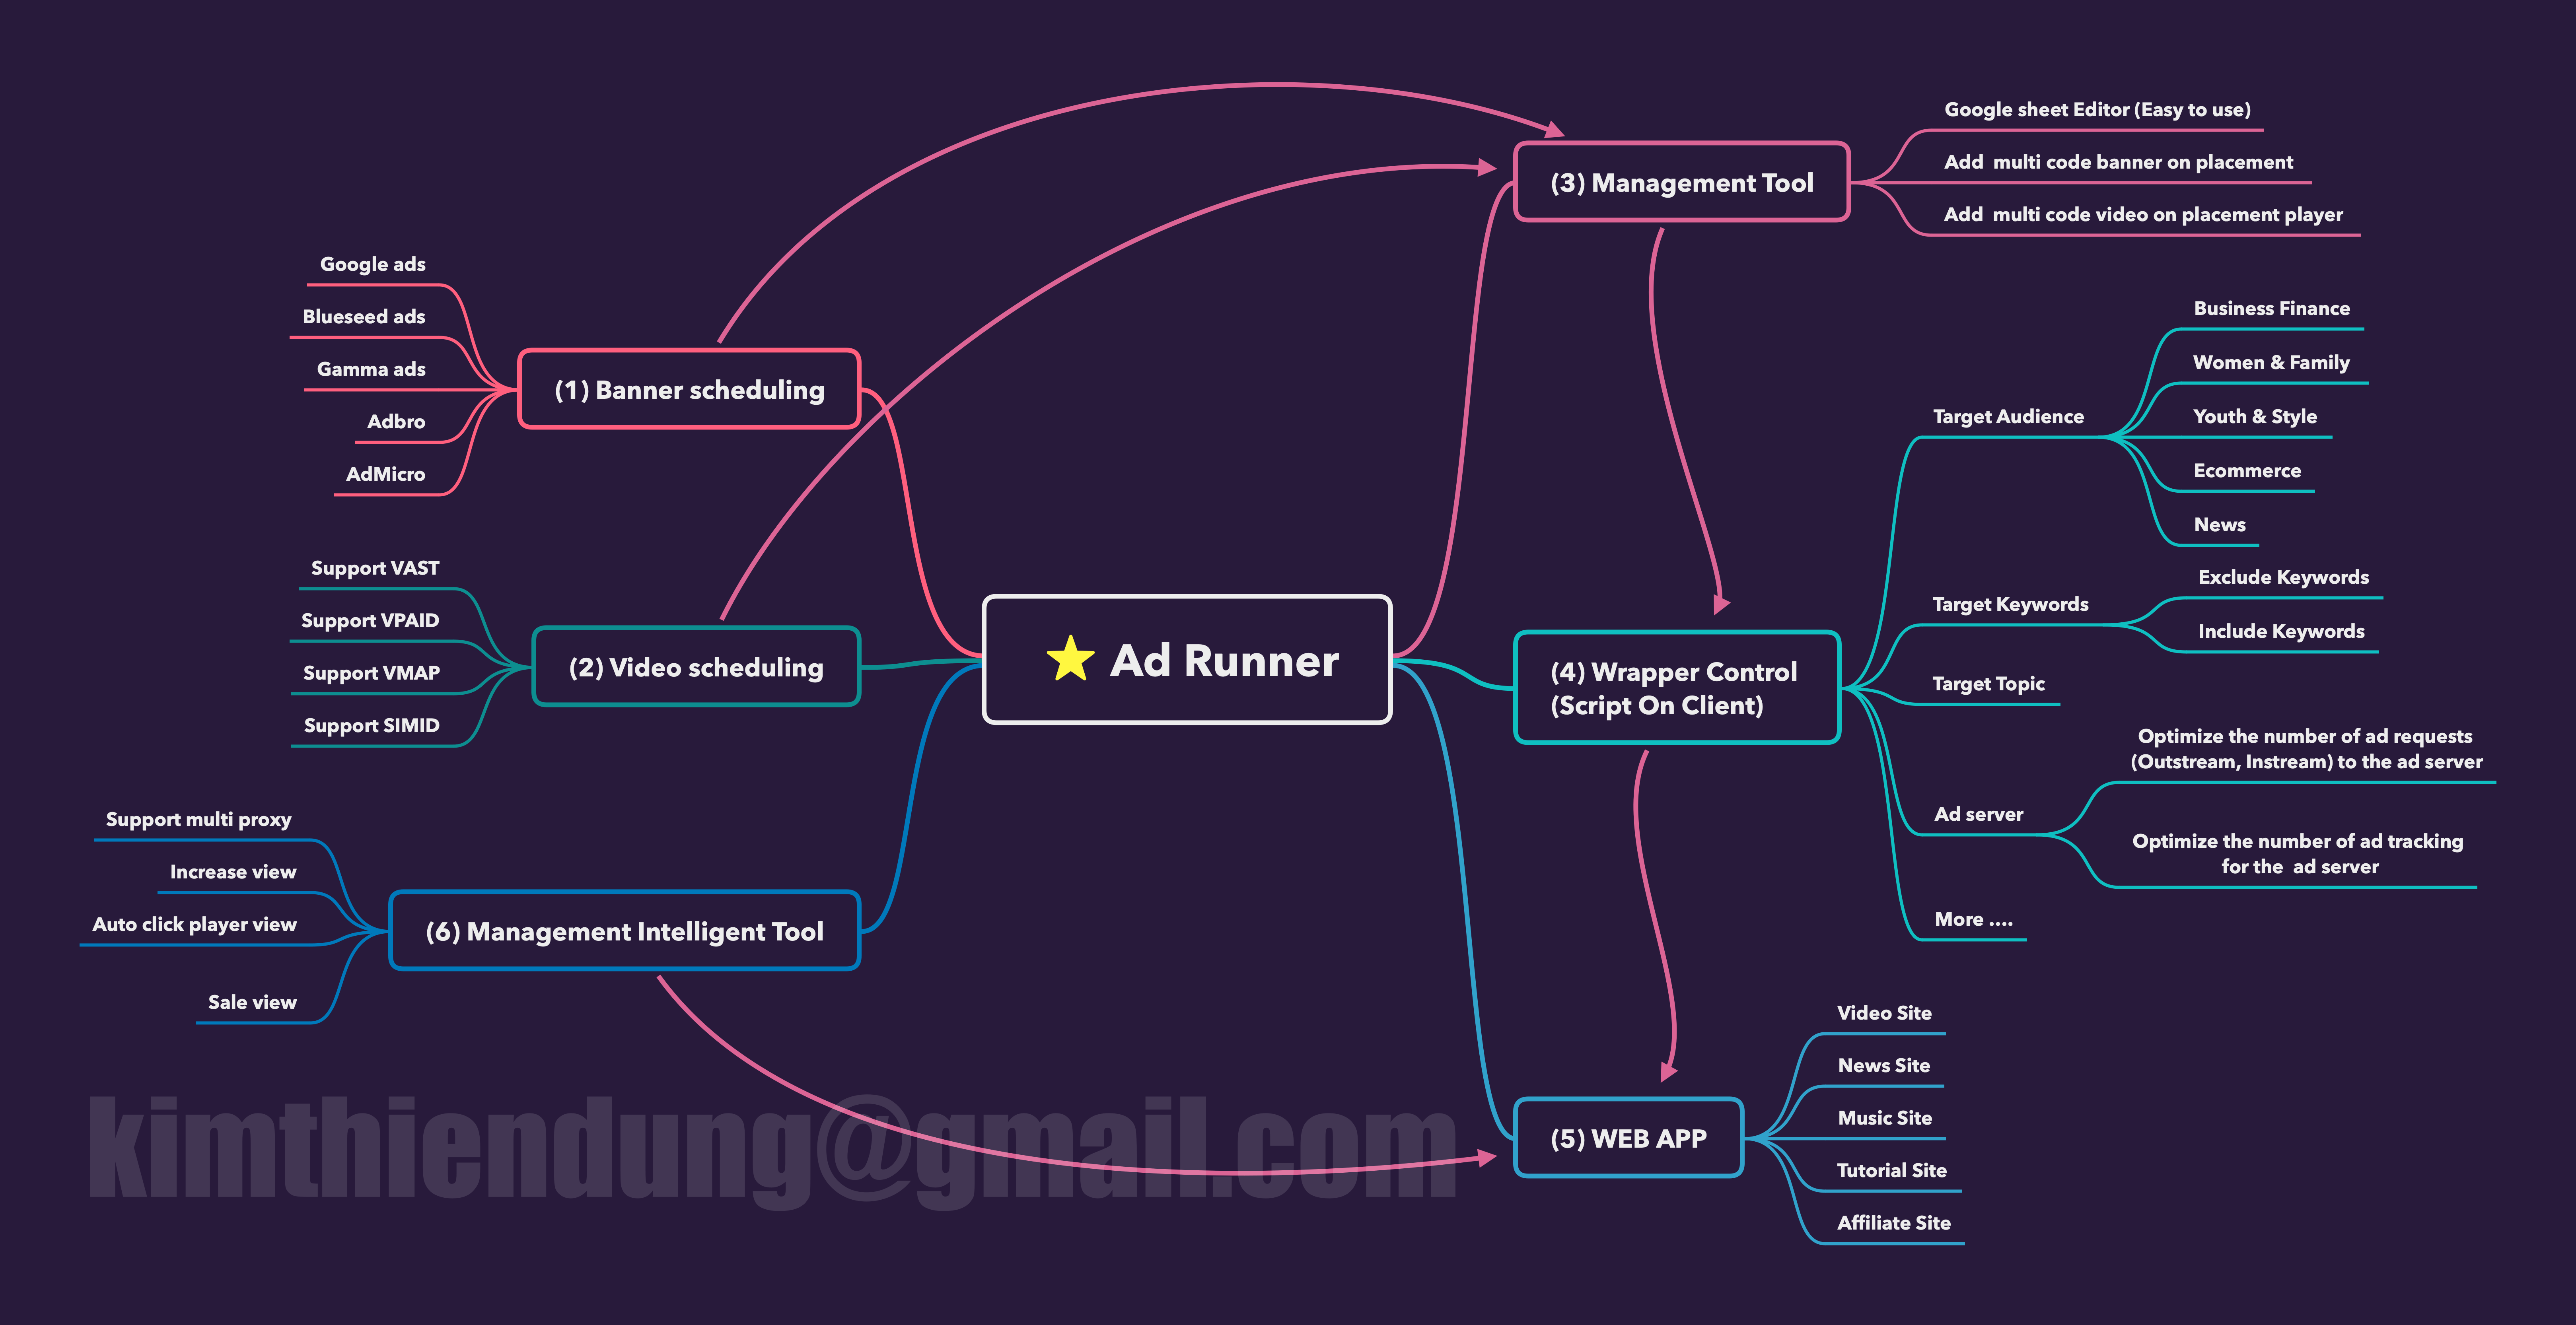 Ad Runner
(1) Banner scheduling
Google ads
Blueseed ads
Gamma ads
Adbro
AdMicro
(2) Video scheduling
Support VAST
Support VPAID
Support VMAP
Support SIMID
(3) Management Tool
Google sheet Editor (Easy to use)
Add  multi code banner on placement
Add  multi code video on placement player
(4) Wrapper Control
(Script On Client)
Target Audience
Business Finance
Women & Family
Youth & Style
Ecommerce
News
Target Keywords
Exclude Keywords
Include Keywords
Target Topic
Ad server
Optimize the number of ad requests
(Outstream, Instream) to the ad server
Optimize the number of ad tracking
for the  ad server
More ....
(5) WEB APP
Video Site
News Site
Music Site
Tutorial Site
Affiliate Site
(6) Management Intelligent Tool
Support multi proxy
Increase view
Auto click player view
Sale view
kimthiendung@gmail.com